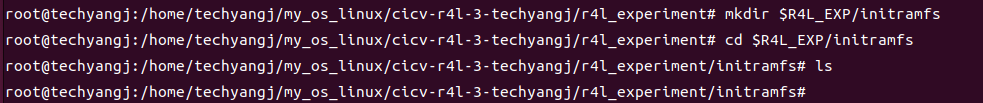 root@techyangj:/home/techyangj/my_os_linux/cicv-r4l-3-techyangj/r4l_experiment# mkdir $R4L_EXP/initramfs
root@techyangj:/home/techyangj/my_os_linux/cicv-r4l-3-techyangj/r4l_experiment# cd $R4L_EXP/initramfs
root@techyangj:/home/techyangj/my_os_linux/cicv-r4l-3-techyangj/r4l_experiment/initramfs# ls
root@techyangj:/home/techyangj/my_os_linux/cicv-r4l-3-techyangj/r4l_experiment/initramfs#